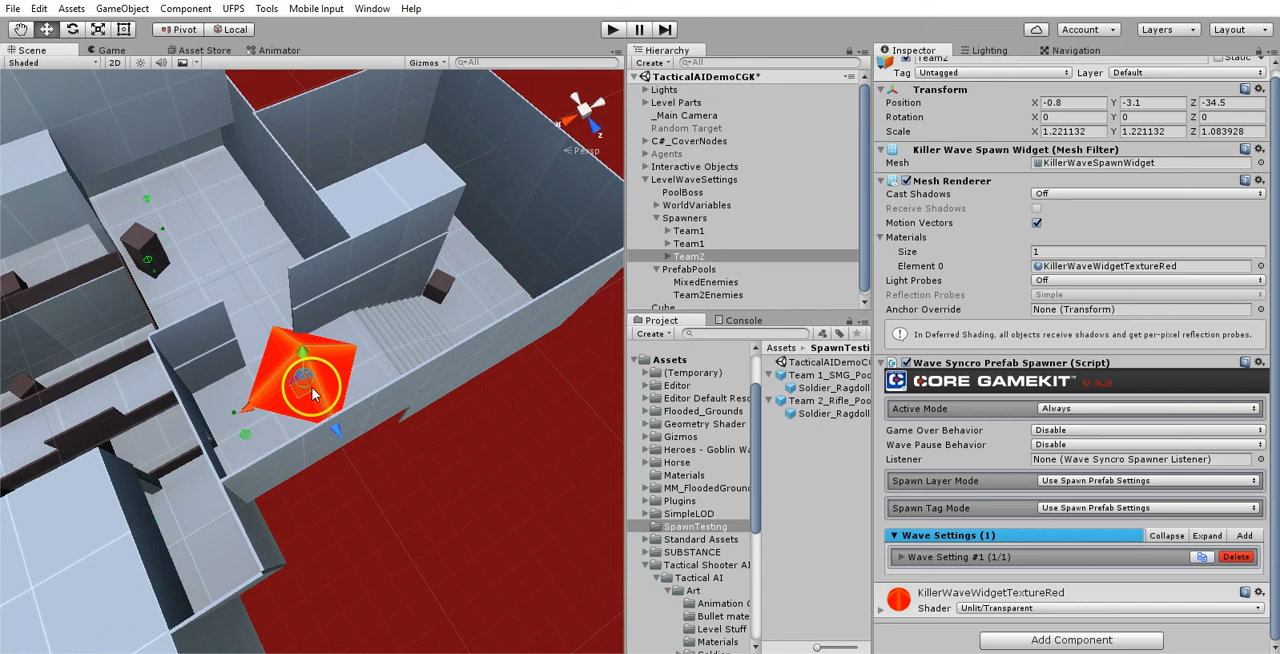 File Edit Assets GameObject Component UFPS Tools Mobile Input Window Help
Pivot Local Account Layers Layout
Scene Game Asset Store Animator
Shaded 2D Gizmos All
x z
Persp
Hierarchy
Create All
TacticalAIDemoCGK*
Lights
Level Parts
_Main Camera
Random Target
C#_CoverNodes
Agents
Interactive Objects
LevelWaveSettings
PoolBoss
WorldVariables
Spawners
Team1
Team1
Team2
PrefabPools
MixedEnemies
Team2Enemies
Cube
Project Console
Create
Assets
(Temporary)
Editor
Editor Default Reso
Flooded_Grounds
Geometry Shader
Gizmos
Heroes - Goblin Wa
Horse
Materials
MM_FloodedGround
Plugins
SimpleLOD
SpawnTesting
Standard Assets
SUBSTANCE
Tactical Shooter AI
Tactical AI
Art
Animation C
Bullet mate
Level Stuff
Materials
Assets SpawnTesti
TacticalAIDemoC
Team 1_SMG_Poo
Soldier_Ragdoll
Team 2_Rifle_Poo
Soldier_Ragdoll
Inspector Lighting Navigation
Team2 Static
Tag Untagged Layer Default
Transform
Position X -0.8 Y -3.1 Z -34.5
Rotation X 0 Y 0 Z 0
Scale X 1.221132 Y 1.221132 Z 1.083928
Killer Wave Spawn Widget (Mesh Filter)
Mesh KillerWaveSpawnWidget
Mesh Renderer
Cast Shadows Off
Receive Shadows
Motion Vectors
Materials
Size 1
Element 0 KillerWaveWidgetTextureRed
Light Probes Off
Reflection Probes Simple
Anchor Override None (Transform)
In Deferred Shading, all objects receive shadows and get per-pixel reflection probes.
Wave Syncro Prefab Spawner (Script)
CORE GAMEKIT™ V 3.2
Active Mode Always
Game Over Behavior Disable
Wave Pause Behavior Disable
Listener None (Wave Syncro Spawner Listener)
Spawn Layer Mode Use Spawn Prefab Settings
Spawn Tag Mode Use Spawn Prefab Settings
Wave Settings (1) Collapse Expand Add
Wave Setting #1 (1/1) Delete
KillerWaveWidgetTextureRed
Shader Unlit/Transparent
Add Component